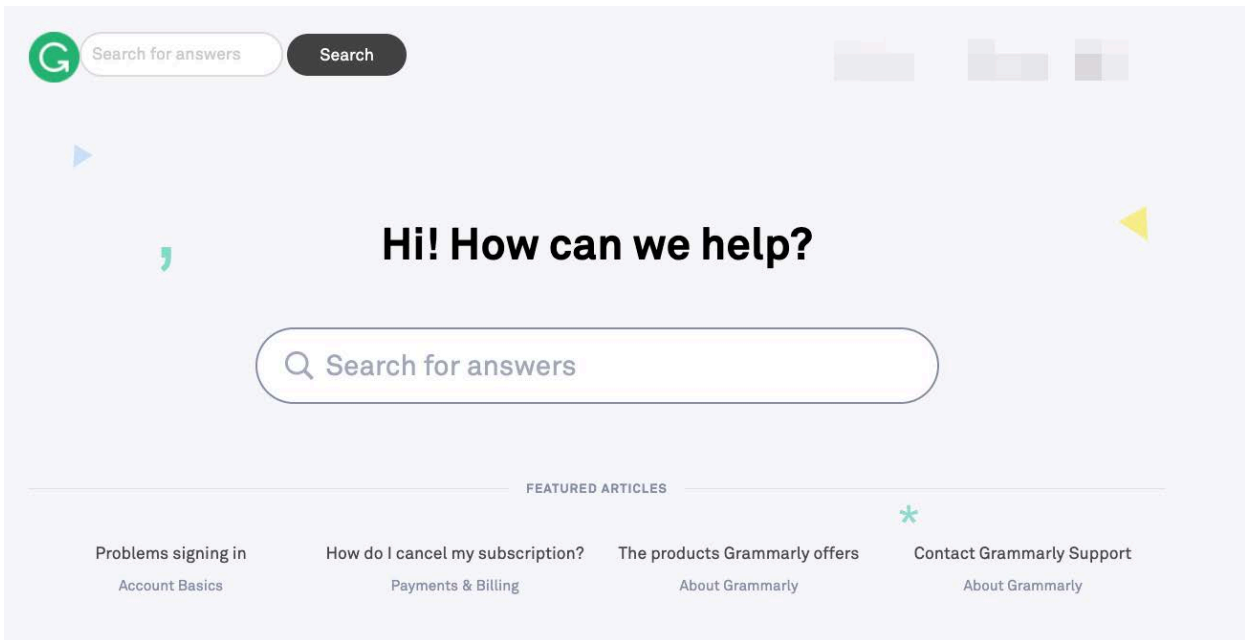 Search for answers Search
Hi! How can we help?
Search for answers
FEATURED ARTICLES
Problems signing in How do I cancel my subscription? The products Grammarly offers Contact Grammarly Support
Account Basics Payments & Billing About Grammarly About Grammarly